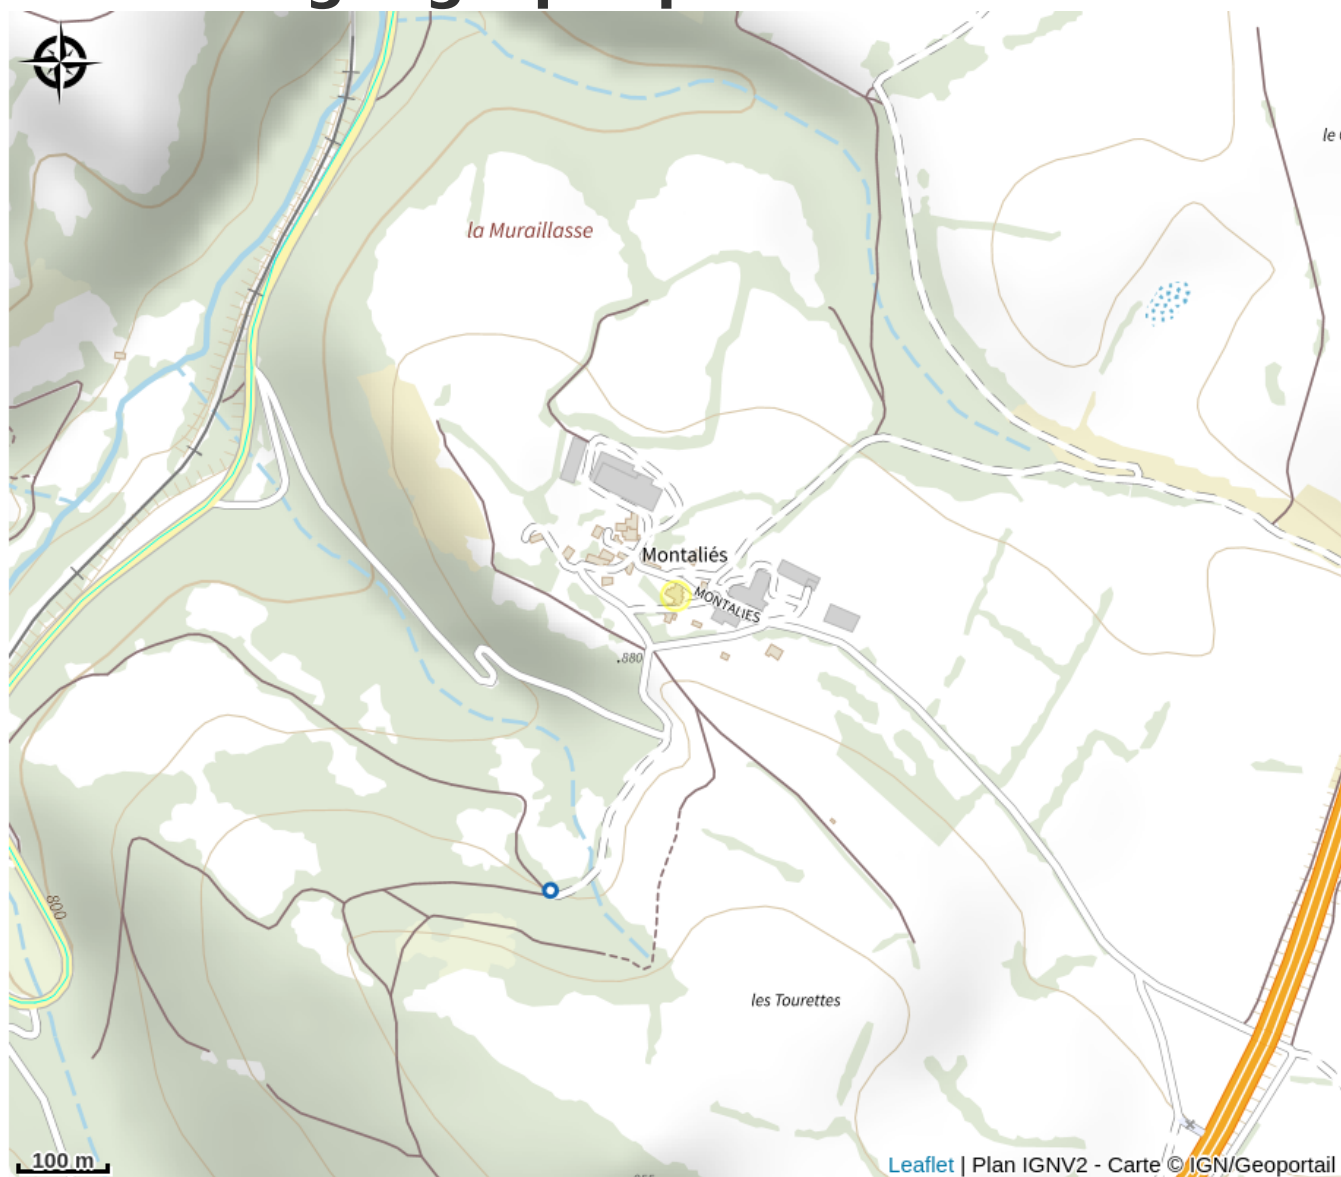 la Muraillasse
Montaliés
MONTALIES
.880
800
les Tourettes
100 m
Leaflet | Plan IGNV2 - Carte © IGN/Geoportail